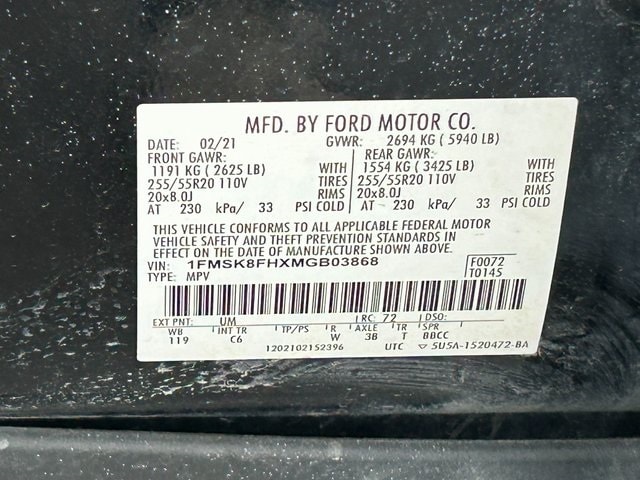 MFD. BY FORD MOTOR CO.
DATE: 02/21 GVWR: 2694 KG ( 5940 LB)
FRONT GAWR: REAR GAWR:
1191 KG ( 2625 LB) WITH 1554 KG ( 3425 LB) WITH
255/55R20 110V TIRES 255/55R20 110V TIRES
20x8.0J RIMS 20x8.0J RIMS
AT 230 kPa/ 33 PSI COLD AT 230 kPa/ 33 PSI COLD
THIS VEHICLE CONFORMS TO ALL APPLICABLE FEDERAL MOTOR
VEHICLE SAFETY AND THEFT PREVENTION STANDARDS IN
EFFECT ON THE DATE OF MANUFACTURE SHOWN ABOVE.
VIN: 1FMSK8FHXMGB03868 F0072
TYPE: MPV T0145
EXT PNT: UM RC: 72 DSO:
WB INT TR TP/PS R AXLE TR SPR
119 C6 W 3B T BBCC
1202102152396 UTC ▽ 5U5A-1520472-BA